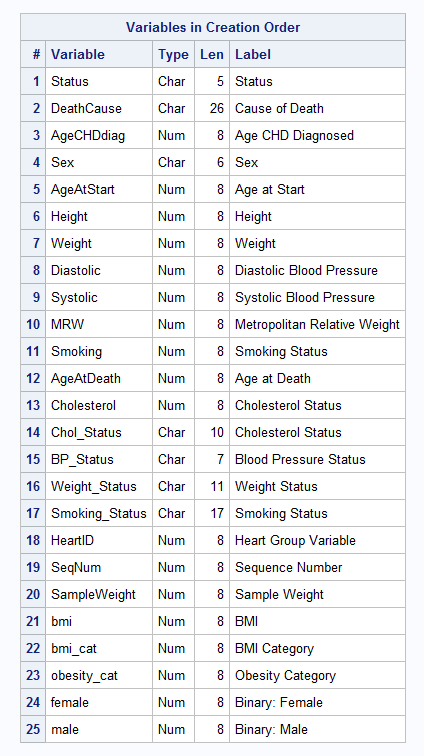 Variables in Creation Order
# Variable Type Len Label
1 Status Char 5 Status
2 DeathCause Char 26 Cause of Death
3 AgeCHDdiag Num 8 Age CHD Diagnosed
4 Sex Char 6 Sex
5 AgeAtStart Num 8 Age at Start
6 Height Num 8 Height
7 Weight Num 8 Weight
8 Diastolic Num 8 Diastolic Blood Pressure
9 Systolic Num 8 Systolic Blood Pressure
10 MRW Num 8 Metropolitan Relative Weight
11 Smoking Num 8 Smoking Status
12 AgeAtDeath Num 8 Age at Death
13 Cholesterol Num 8 Cholesterol Status
14 Chol_Status Char 10 Cholesterol Status
15 BP_Status Char 7 Blood Pressure Status
16 Weight_Status Char 11 Weight Status
17 Smoking_Status Char 17 Smoking Status
18 HeartID Num 8 Heart Group Variable
19 SeqNum Num 8 Sequence Number
20 SampleWeight Num 8 Sample Weight
21 bmi Num 8 BMI
22 bmi_cat Num 8 BMI Category
23 obesity_cat Num 8 Obesity Category
24 female Num 8 Binary: Female
25 male Num 8 Binary: Male